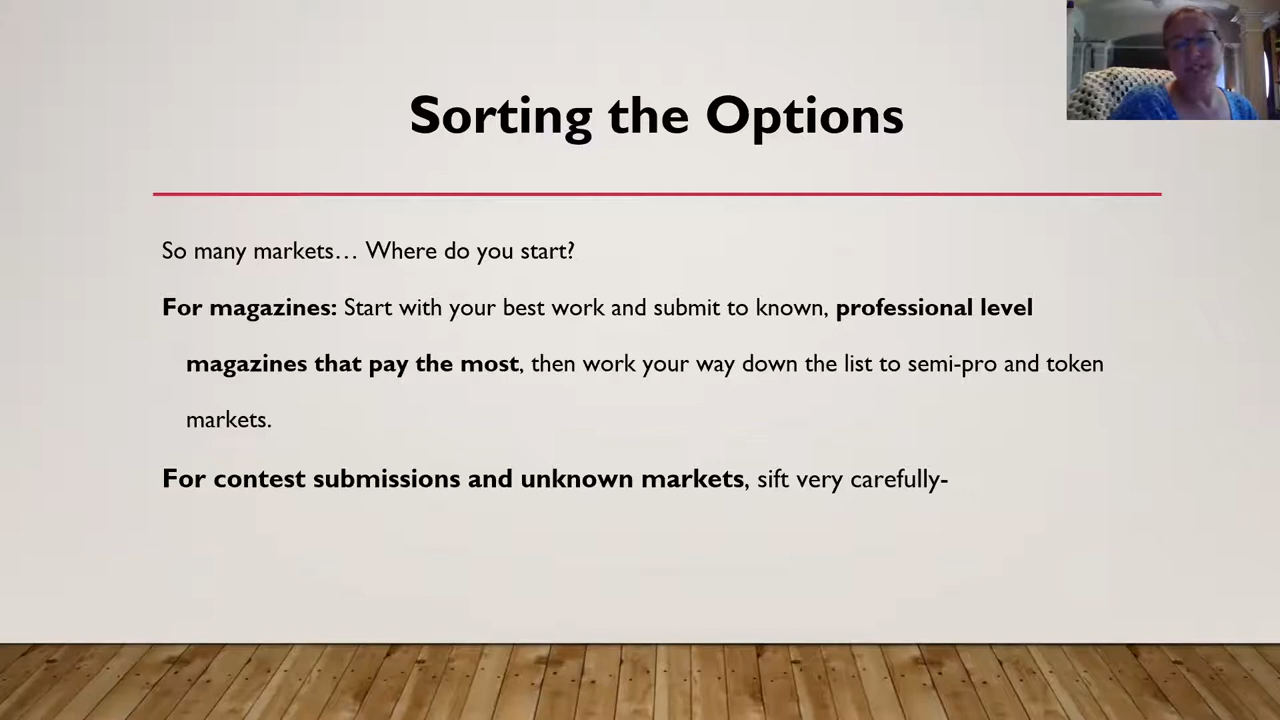 Sorting the Options
So many markets… Where do you start?
For magazines: Start with your best work and submit to known, professional level
magazines that pay the most, then work your way down the list to semi-pro and token
markets.
For contest submissions and unknown markets, sift very carefully-